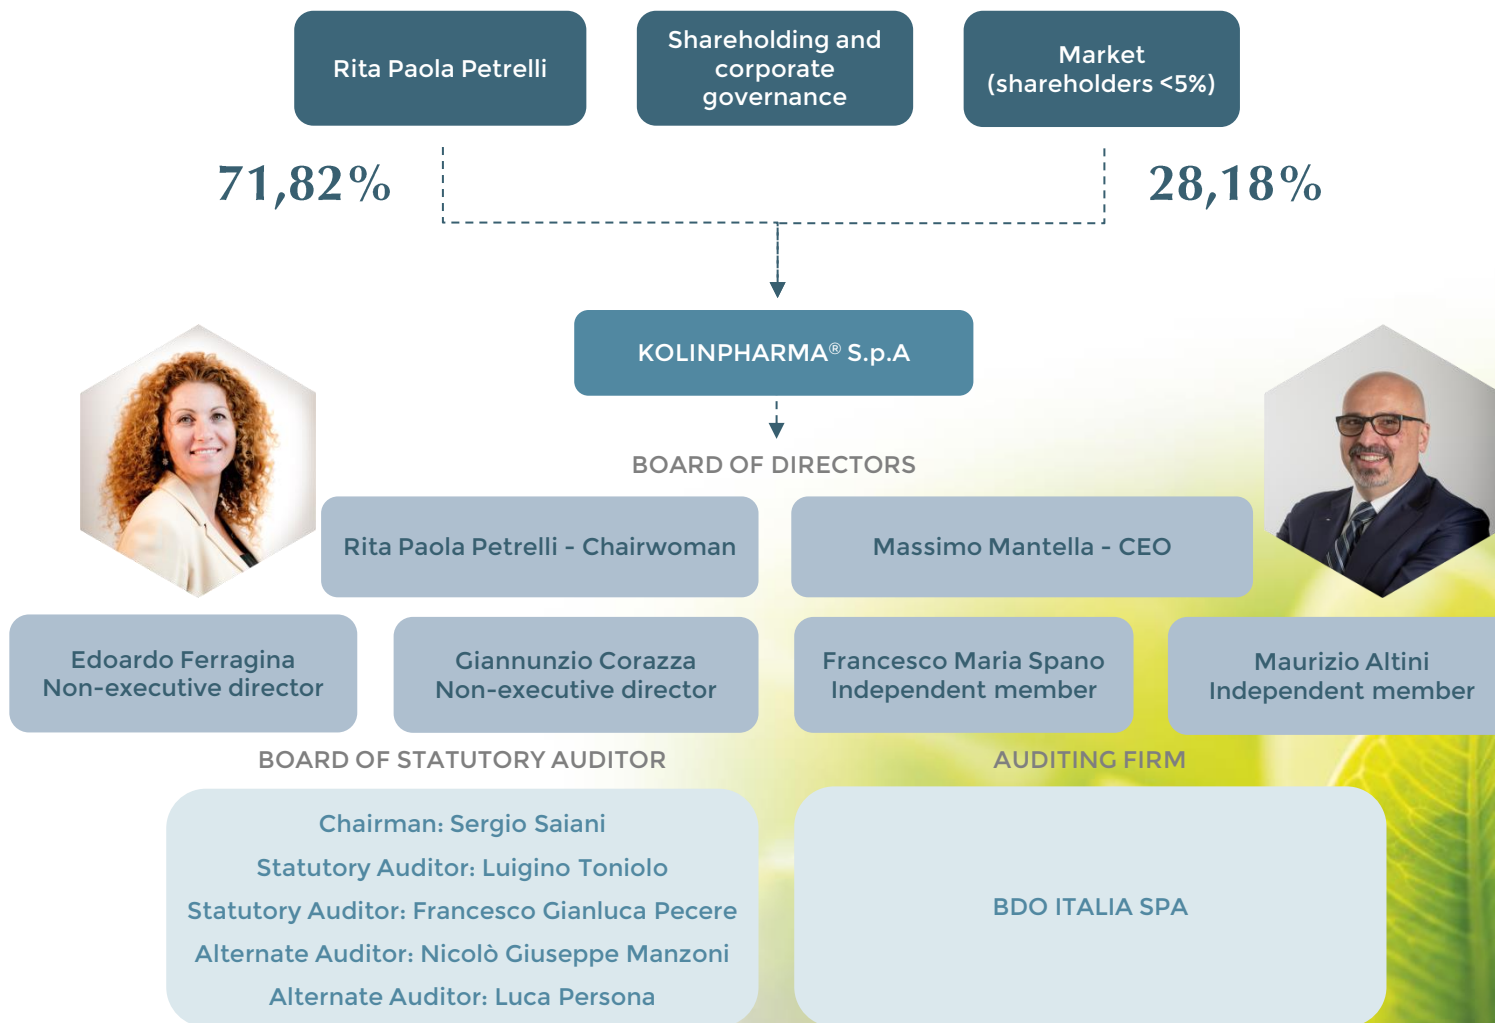 Rita Paola Petrelli
Shareholding and
corporate
governance
Market
(shareholders <5%)
71,82%
28,18%
KOLINPHARMA® S.p.A
BOARD OF DIRECTORS
Rita Paola Petrelli - Chairwoman
Massimo Mantella - CEO
Edoardo Ferragina
Non-executive director
Giannunzio Corazza
Non-executive director
Francesco Maria Spano
Independent member
Maurizio Altini
Independent member
BOARD OF STATUTORY AUDITOR
Chairman: Sergio Saiani
Statutory Auditor: Luigino Toniolo
Statutory Auditor: Francesco Gianluca Pecere
Alternate Auditor: Nicolò Giuseppe Manzoni
Alternate Auditor: Luca Persona
AUDITING FIRM
BDO ITALIA SPA